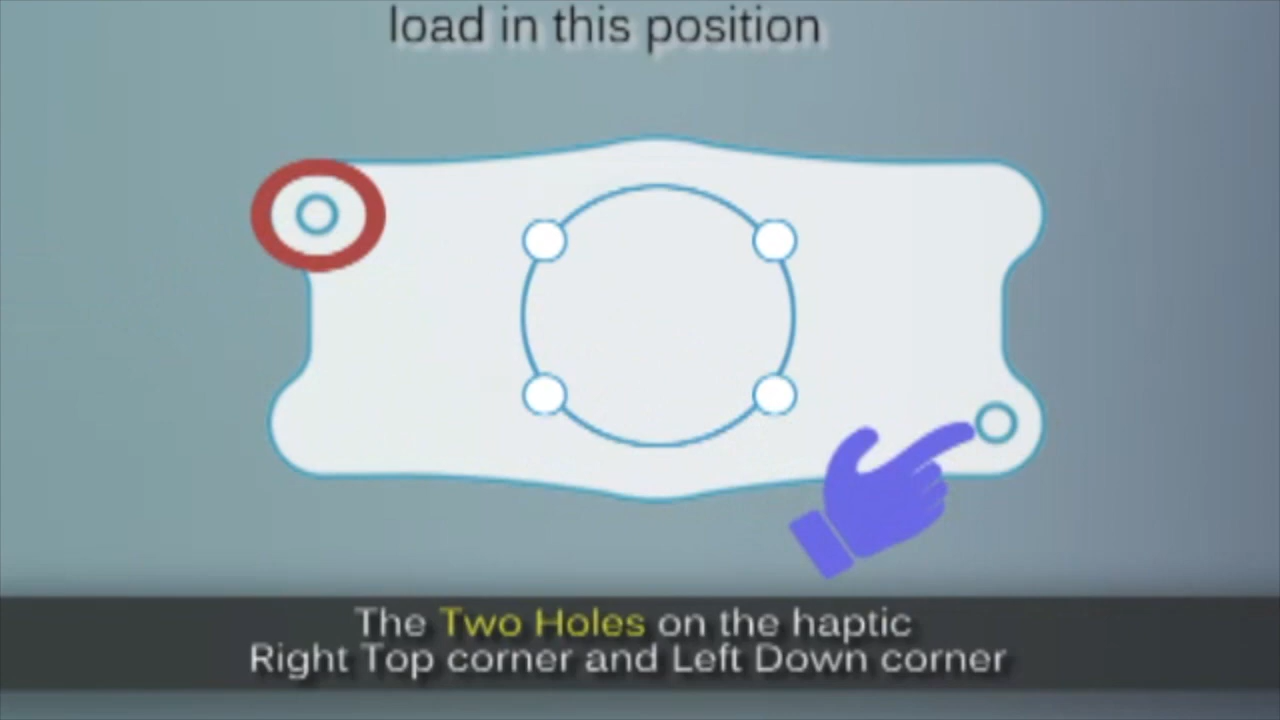 load in this position
The Two Holes on the haptic
Right Top corner and Left Down corner